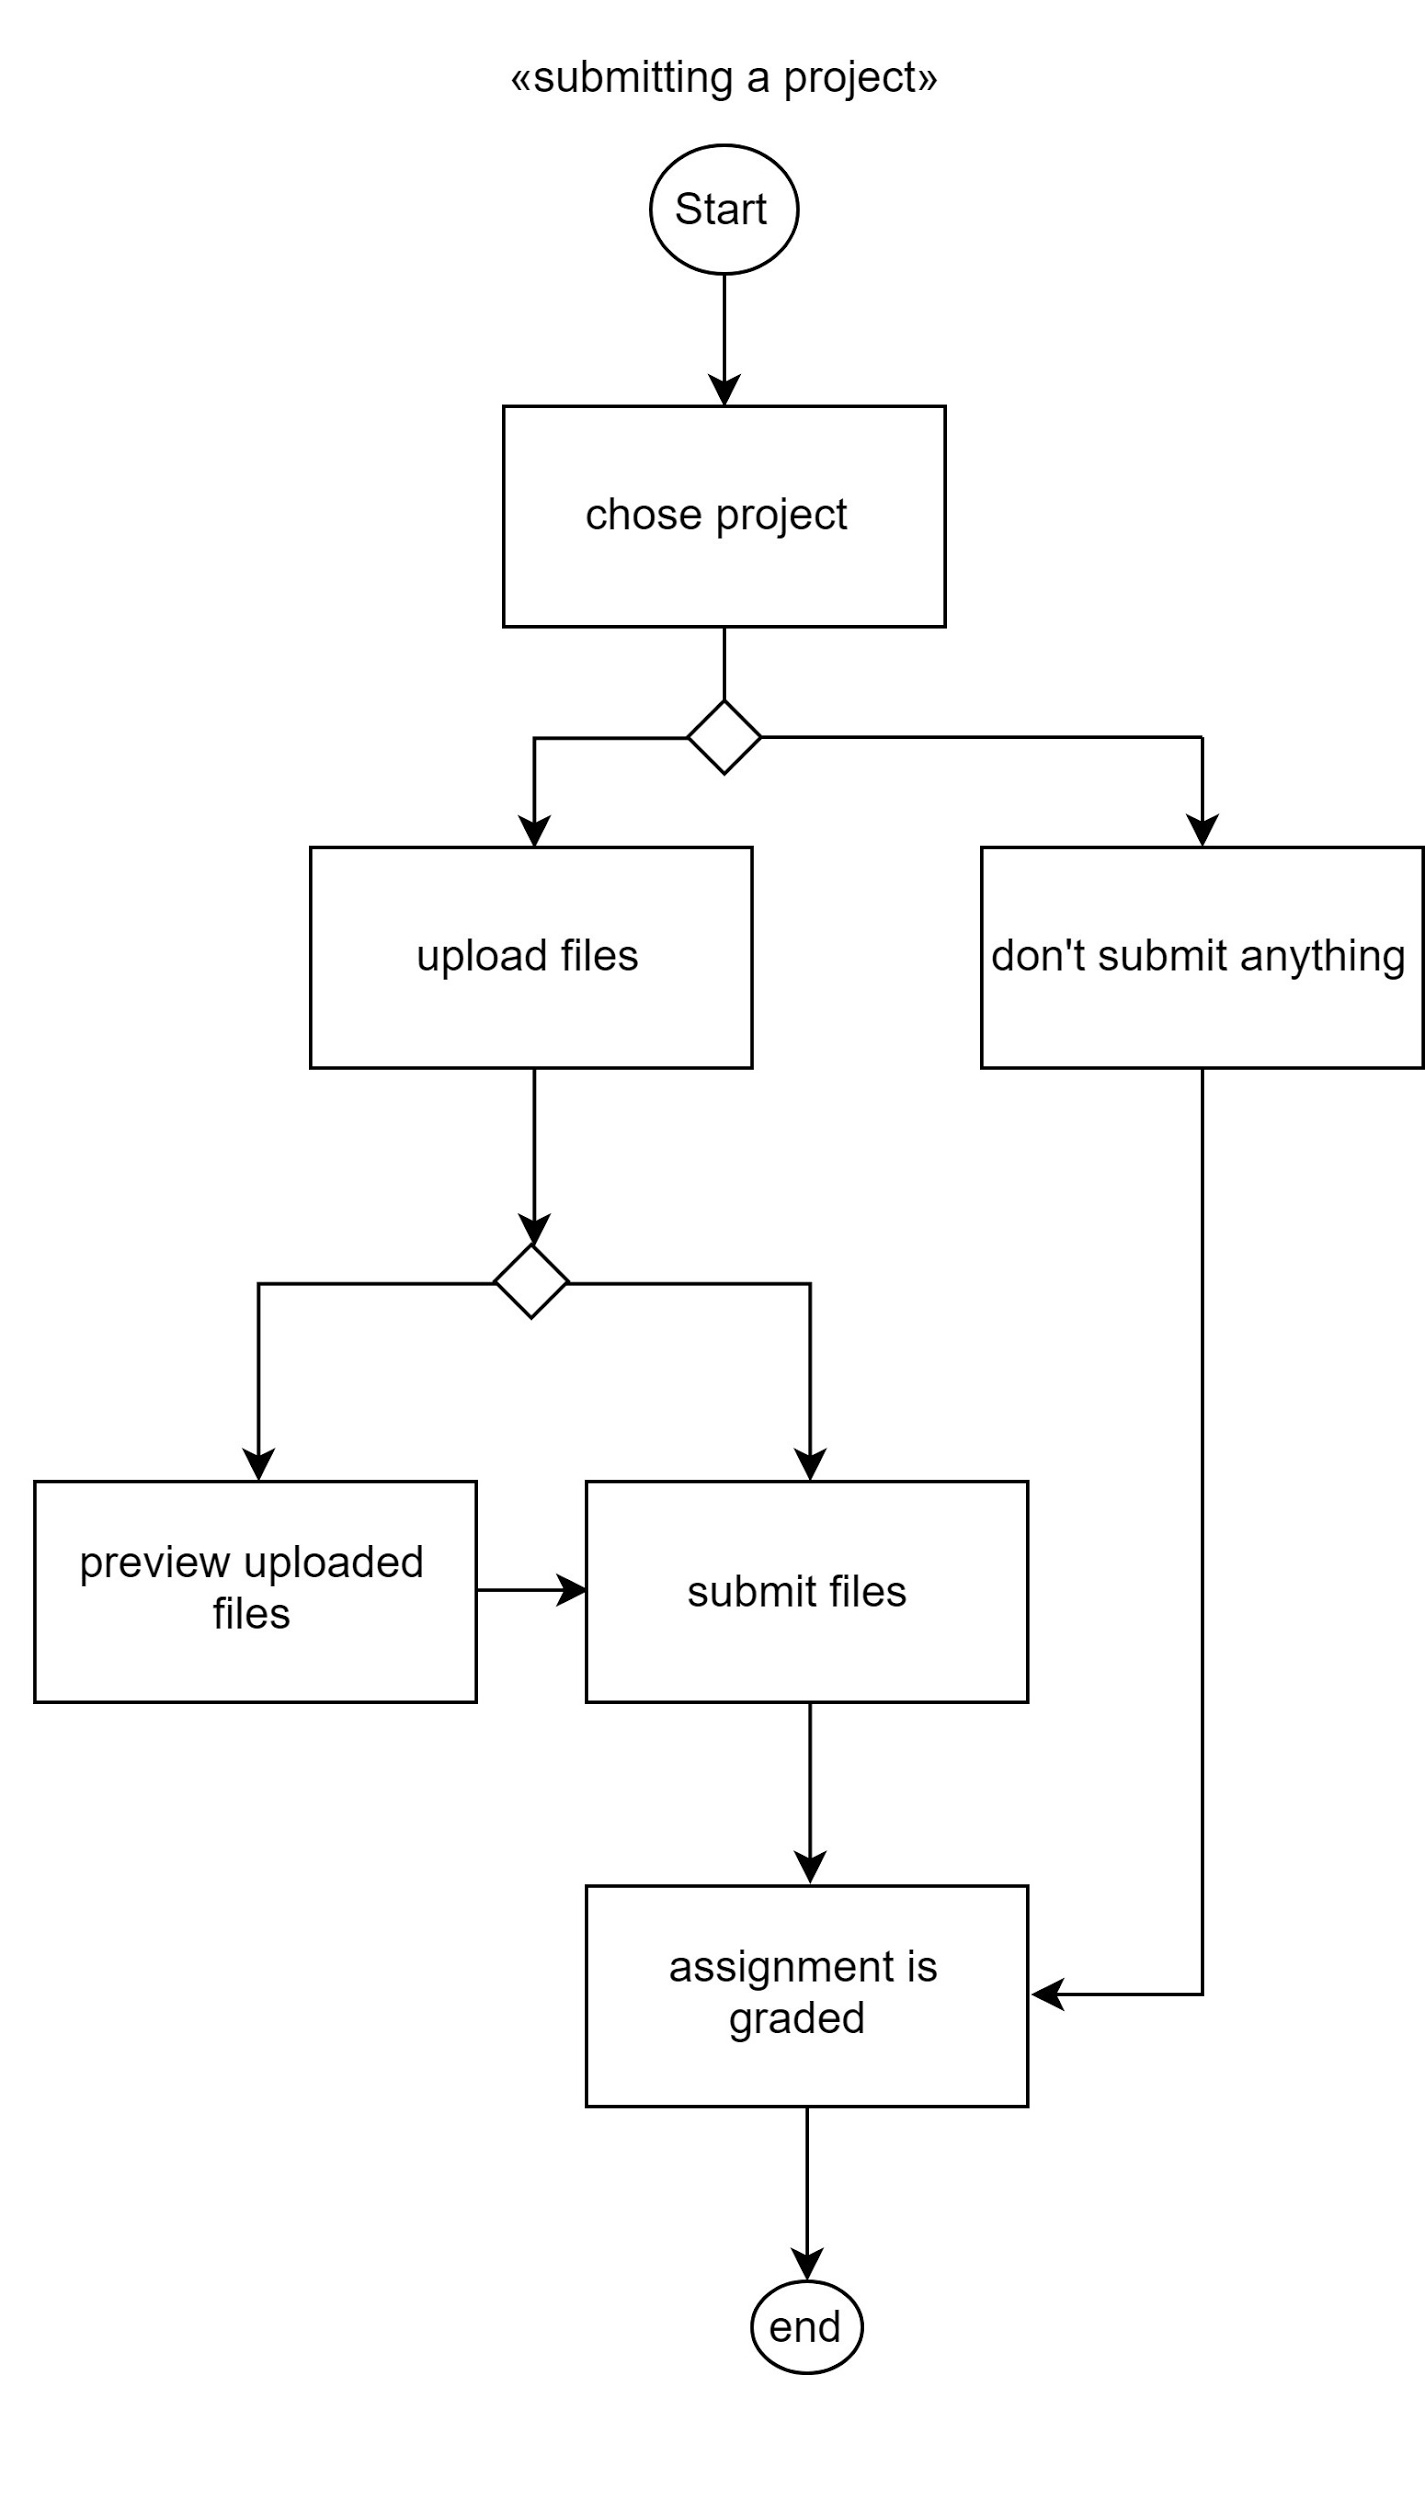 «submitting a project»
Start
chose project
upload files
don't submit anything
preview uploaded
files
submit files
assignment is
graded
end